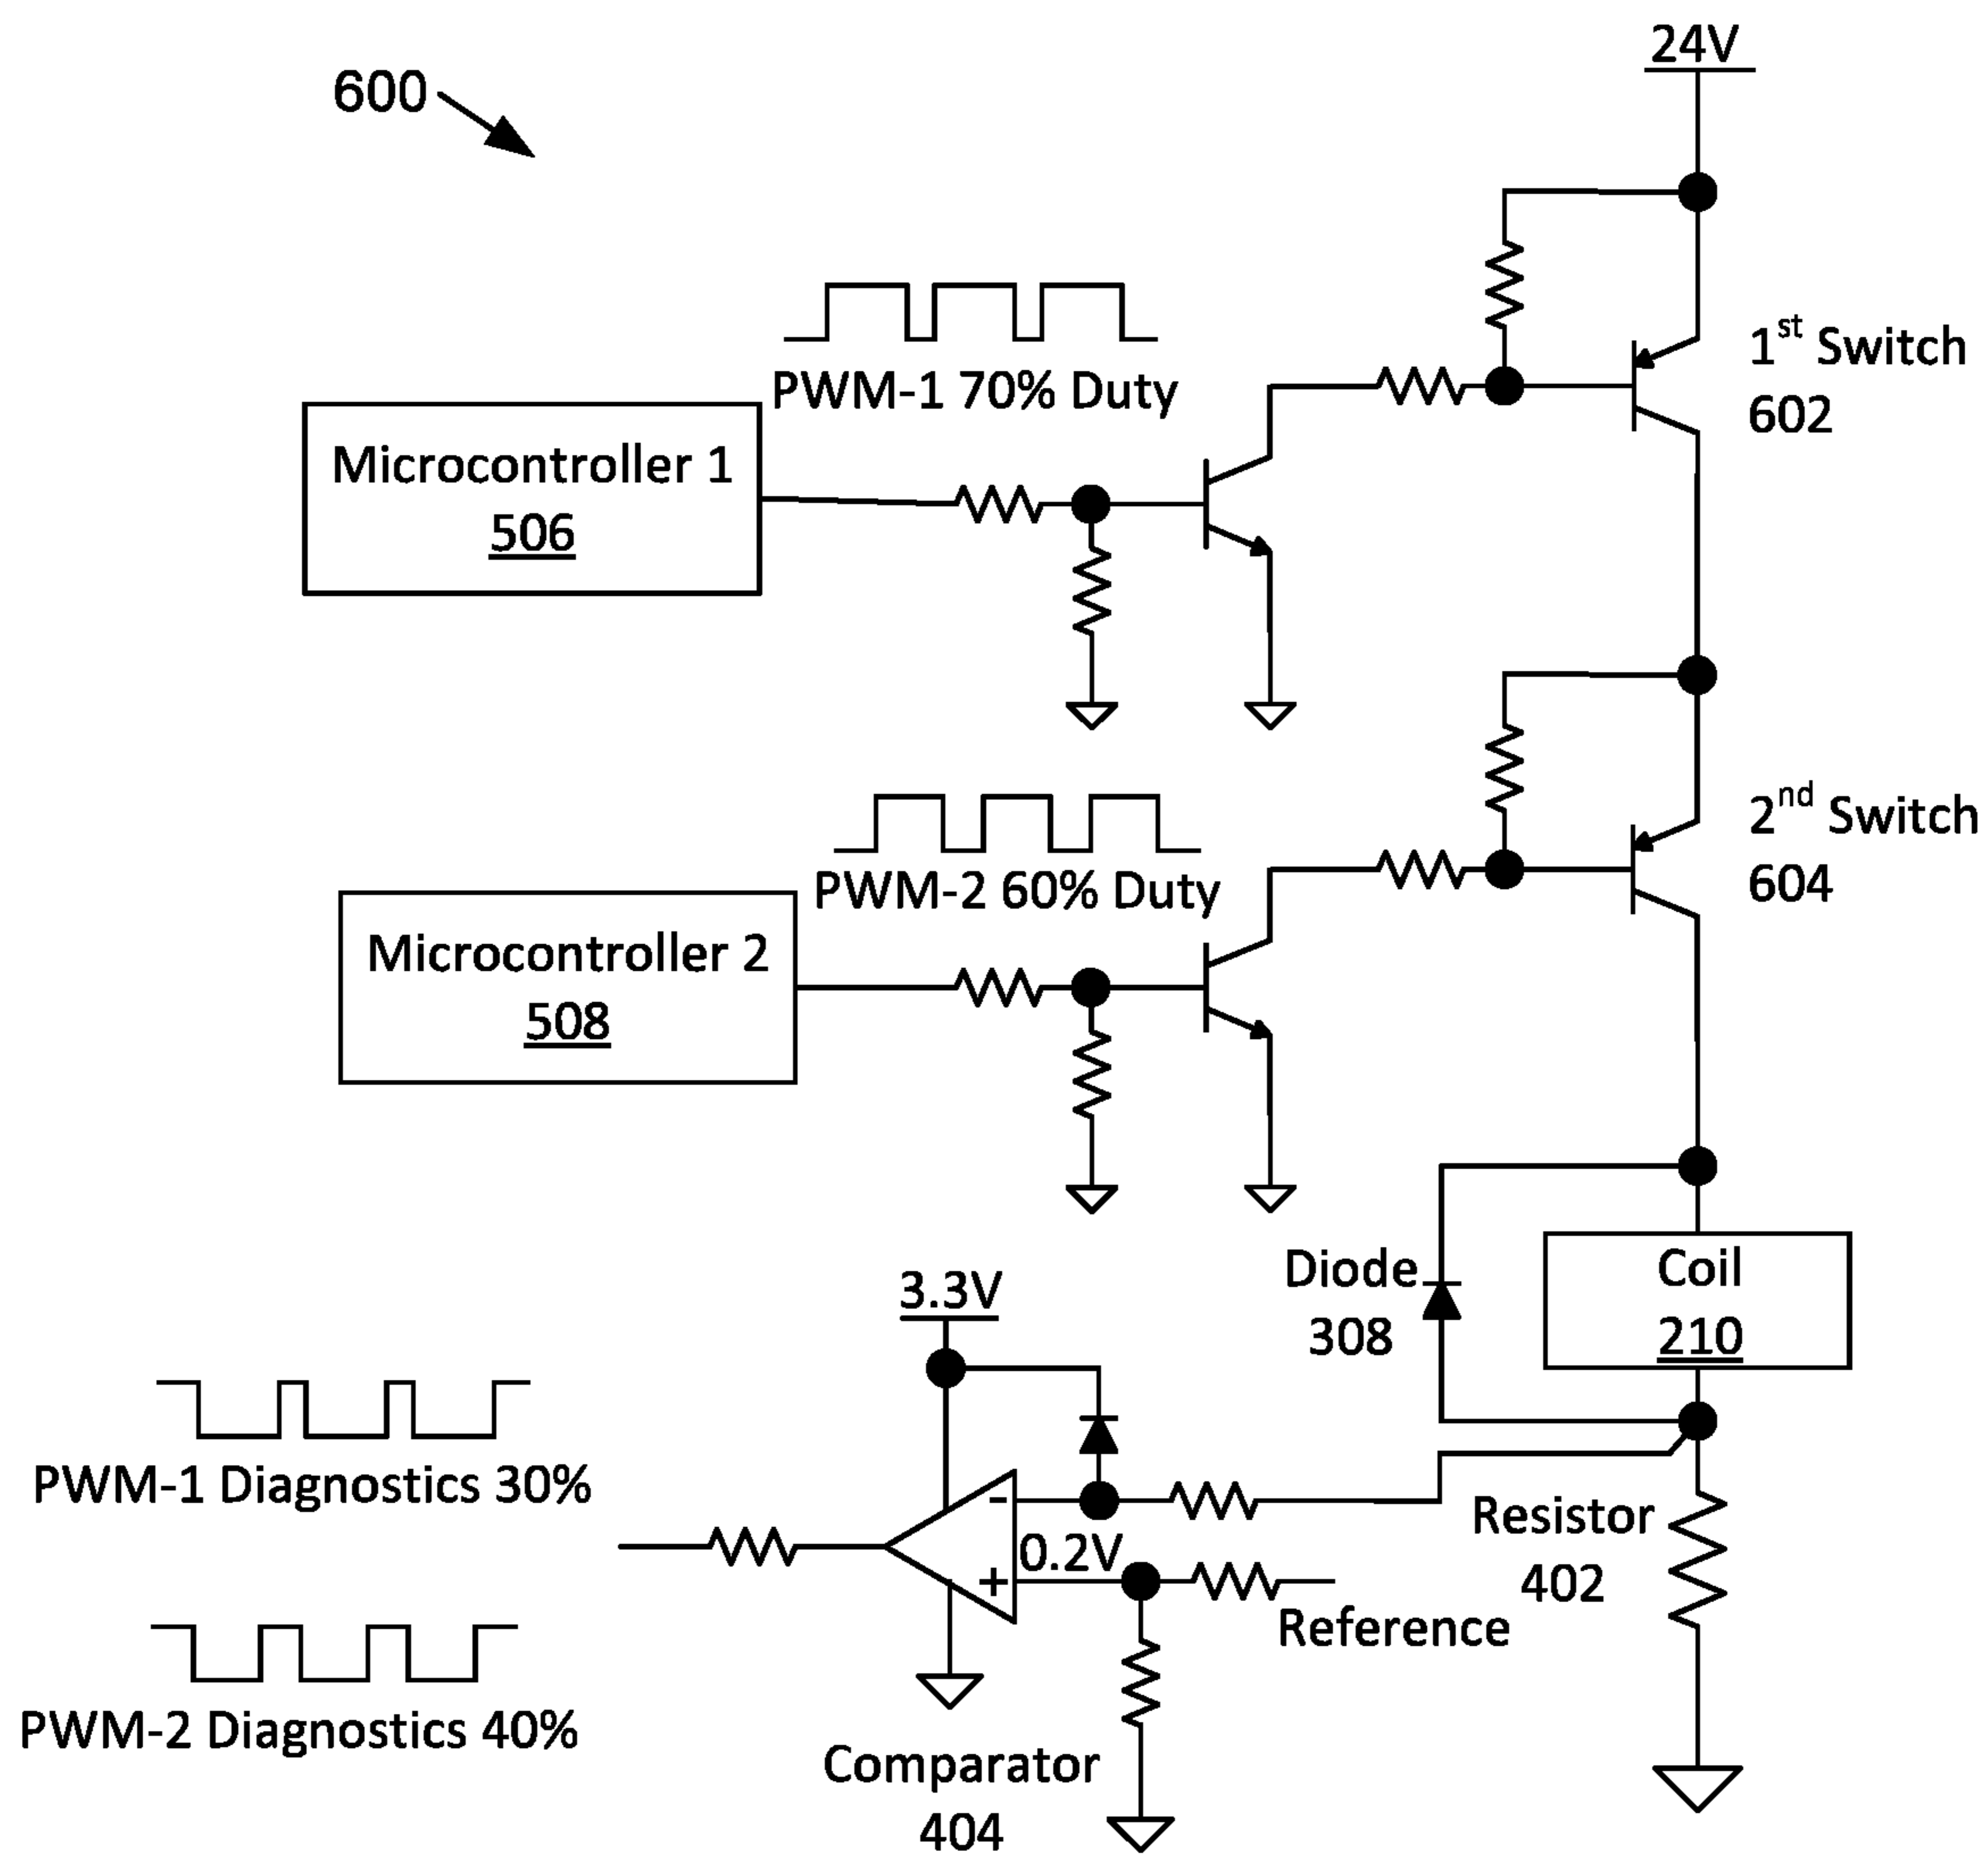 24V
600
1st Switch
602
PWM-1 70% Duty
Microcontroller 1
506
2nd Switch
604
PWM-2 60% Duty
Microcontroller 2
508
Coil
210
Diode
308
3.3V
PWM-1 Diagnostics 30%
-
0.2V
+
Resistor
402
Reference
PWM-2 Diagnostics 40%
Comparator
404